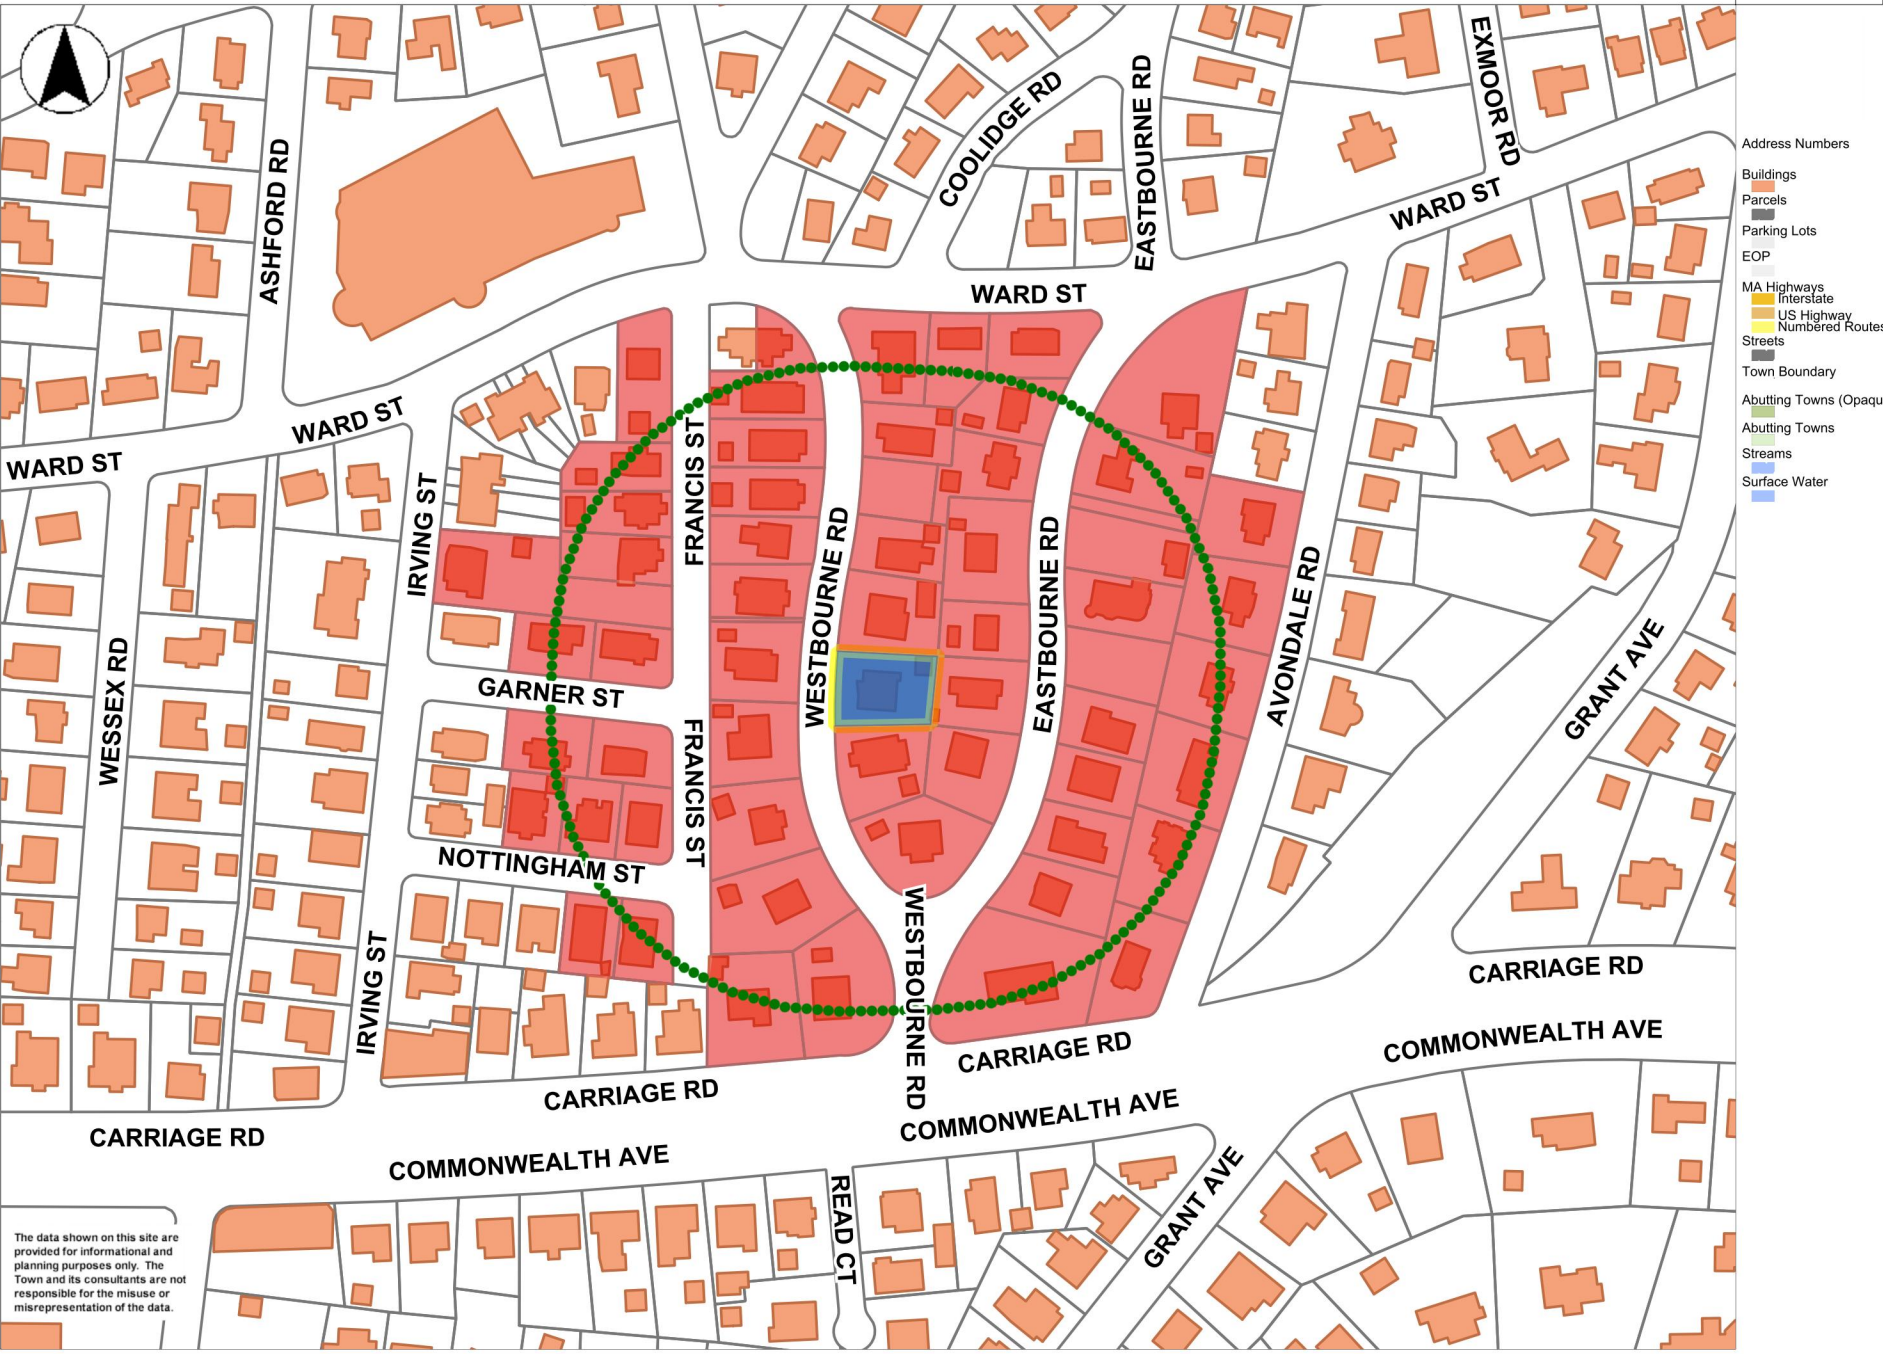 EXMOOR RD
COOLIDGE RD
EASTBOURNE RD
ASHFORD RD
WARD ST
WARD ST
WARD ST
WARD ST
FRANCIS ST
IRVING ST
WESTBOURNE RD
EASTBOURNE RD
AVONDALE RD
GRANT AVE
WESSEX RD
GARNER ST
FRANCIS ST
NOTTINGHAM ST
WESTBOURNE RD
IRVING ST
CARRIAGE RD
CARRIAGE RD
CARRIAGE RD
CARRIAGE RD
COMMONWEALTH AVE
COMMONWEALTH AVE
COMMONWEALTH AVE
READ CT
GRANT AVE
The data shown on this site are
provided for informational and
planning purposes only. The
Town and its consultants are not
responsible for the misuse or
misrepresentation of the data.
Address Numbers
Buildings
Parcels
Parking Lots
EOP
MA Highways
Interstate
US Highway
Numbered Routes
Streets
Town Boundary
Abutting Towns (Opaqu
Abutting Towns
Streams
Surface Water